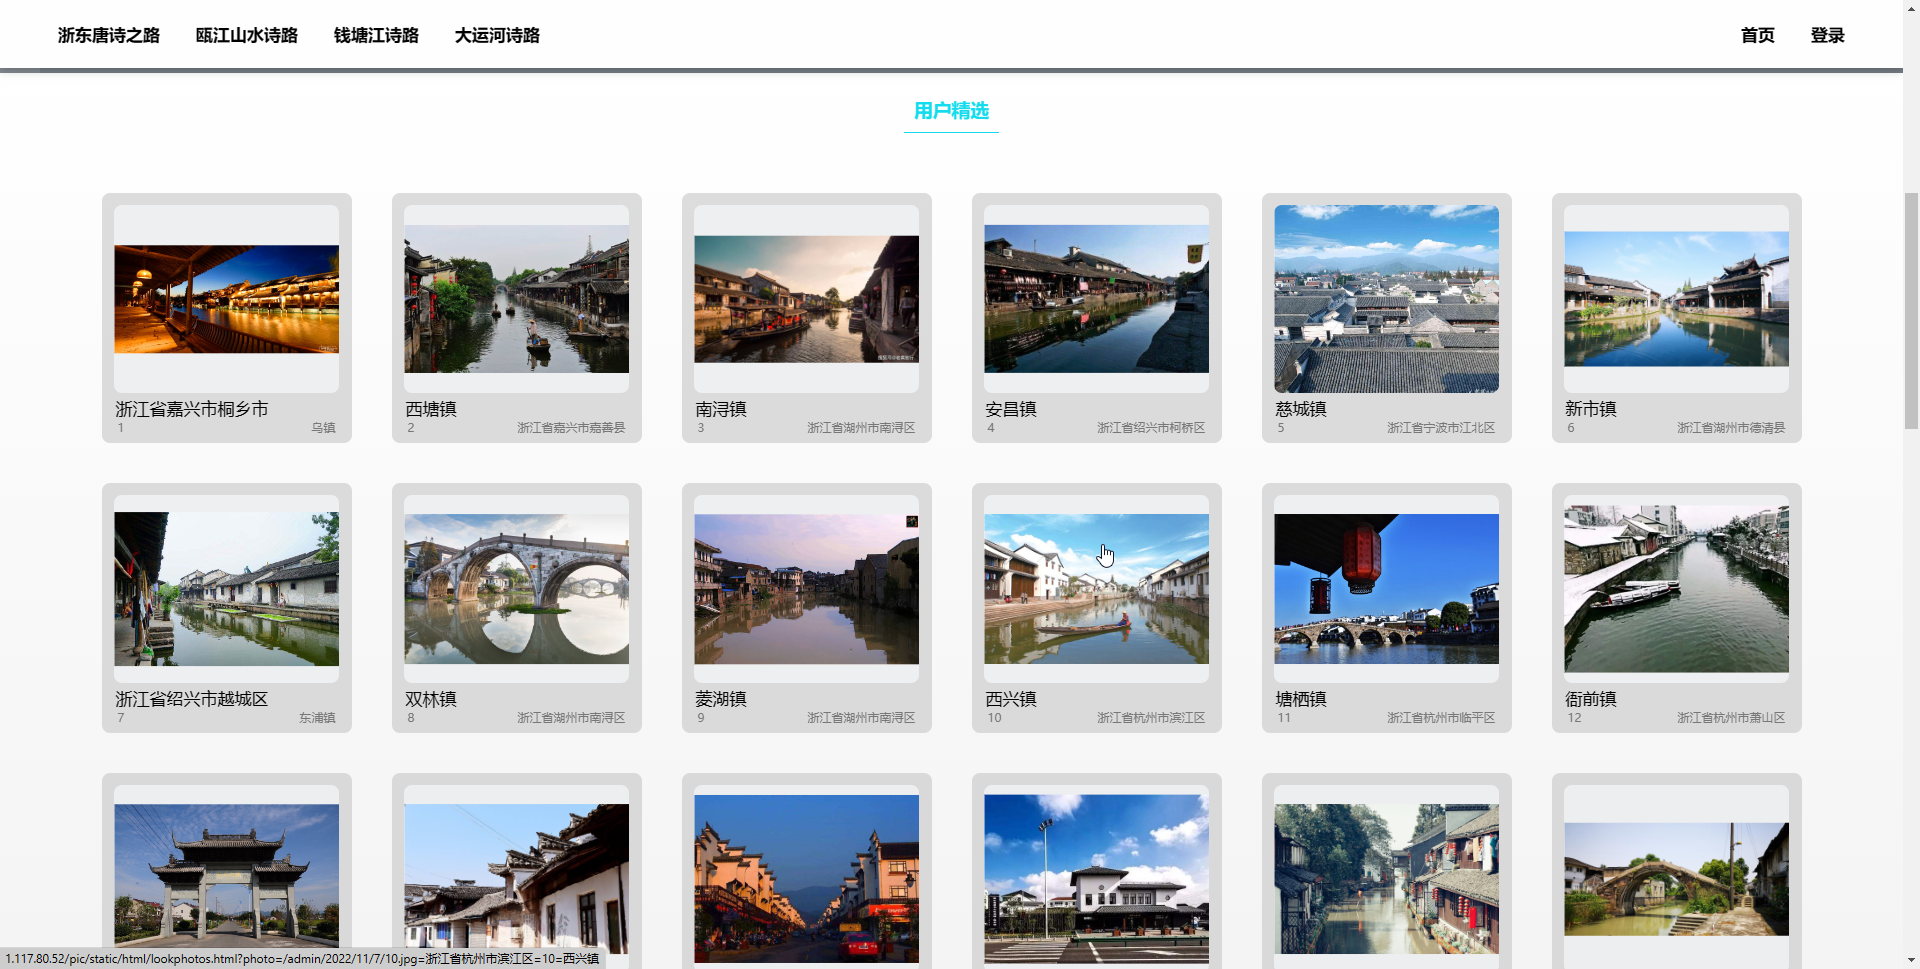 浙东唐诗之路 瓯江山水诗路 钱塘江诗路 大运河诗路 首页 登录
用户精选
浙江省嘉兴市桐乡市 西塘镇 南浔镇 安昌镇 慈城镇 新市镇
1 乌镇 2 浙江省嘉兴市嘉善县 3 浙江省湖州市南浔区 4 浙江省绍兴市柯桥区 5 浙江省宁波市江北区 6 浙江省湖州市德清县
浙江省绍兴市越城区 双林镇 菱湖镇 西兴镇 塘栖镇 衙前镇
7 东浦镇 8 浙江省湖州市南浔区 9 浙江省湖州市南浔区 10 浙江省杭州市滨江区 11 浙江省杭州市临平区 12 浙江省杭州市萧山区
1.117.80.52/pic/static/html/lookphotos.html?photo=/admin/2022/11/7/10.jpg=浙江省杭州市滨江区=10=西兴镇